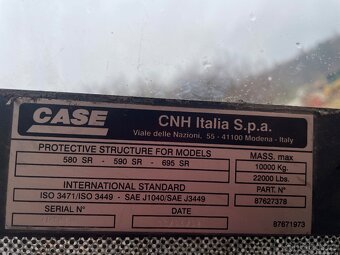 CASE
CNH Italia S.p.a.
Viale delle Nazioni, 55 - 41100 Modena - Italy
PROTECTIVE STRUCTURE FOR MODELS
580 SR - 590 SR - 695 SR
MASS. max
10000 Kg.
22000 Lbs.
INTERNATIONAL STANDARD
ISO 3471/ISO 3449 - SAE J1040/SAE J3449
PART. N°
87627378
SERIAL N°
DATE
87671973